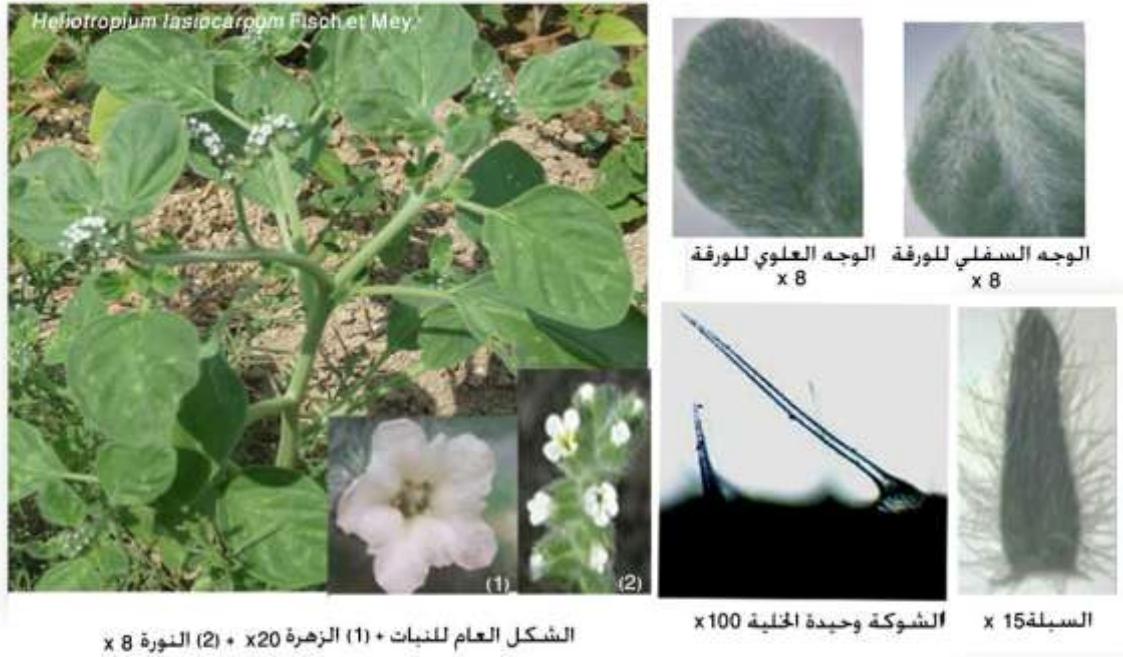 Heliotropium lasiocarpum Fisch et Mey.
الوجه العلوي للورقة
x 8
الوجه السفلي للورقة
x 8
(1)
(2)
الشوكة وحيدة الخلية x100
السبلة x 15
الشكل العام للنبات + (1) الزهرة x20 + (2) النورة x 8